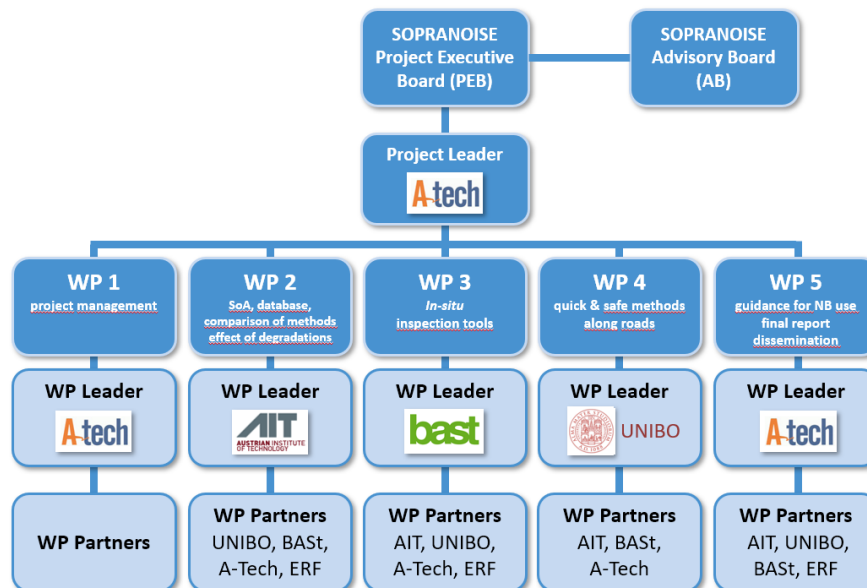 SOPRANOISE
Project Executive
Board (PEB)
SOPRANOISE
Advisory Board
(AB)
Project Leader
A-tech
WP 1
project management
WP 2
SoA, database,
comparison of methods
effect of degradations
WP 3
In-situ
inspection tools
WP 4
quick & safe methods
along roads
WP 5
guidance for NB use
final report
dissemination
WP Leader
A-tech
WP Leader
AIT
AUSTRIAN INSTITUTE
OF TECHNOLOGY
WP Leader
bast
WP Leader
UNIBO
WP Leader
A-tech
WP Partners
WP Partners
UNIBO, BASt,
A-Tech, ERF
WP Partners
AIT, UNIBO,
A-Tech, ERF
WP Partners
AIT, BASt,
A-Tech
WP Partners
AIT, UNIBO,
BASt, ERF